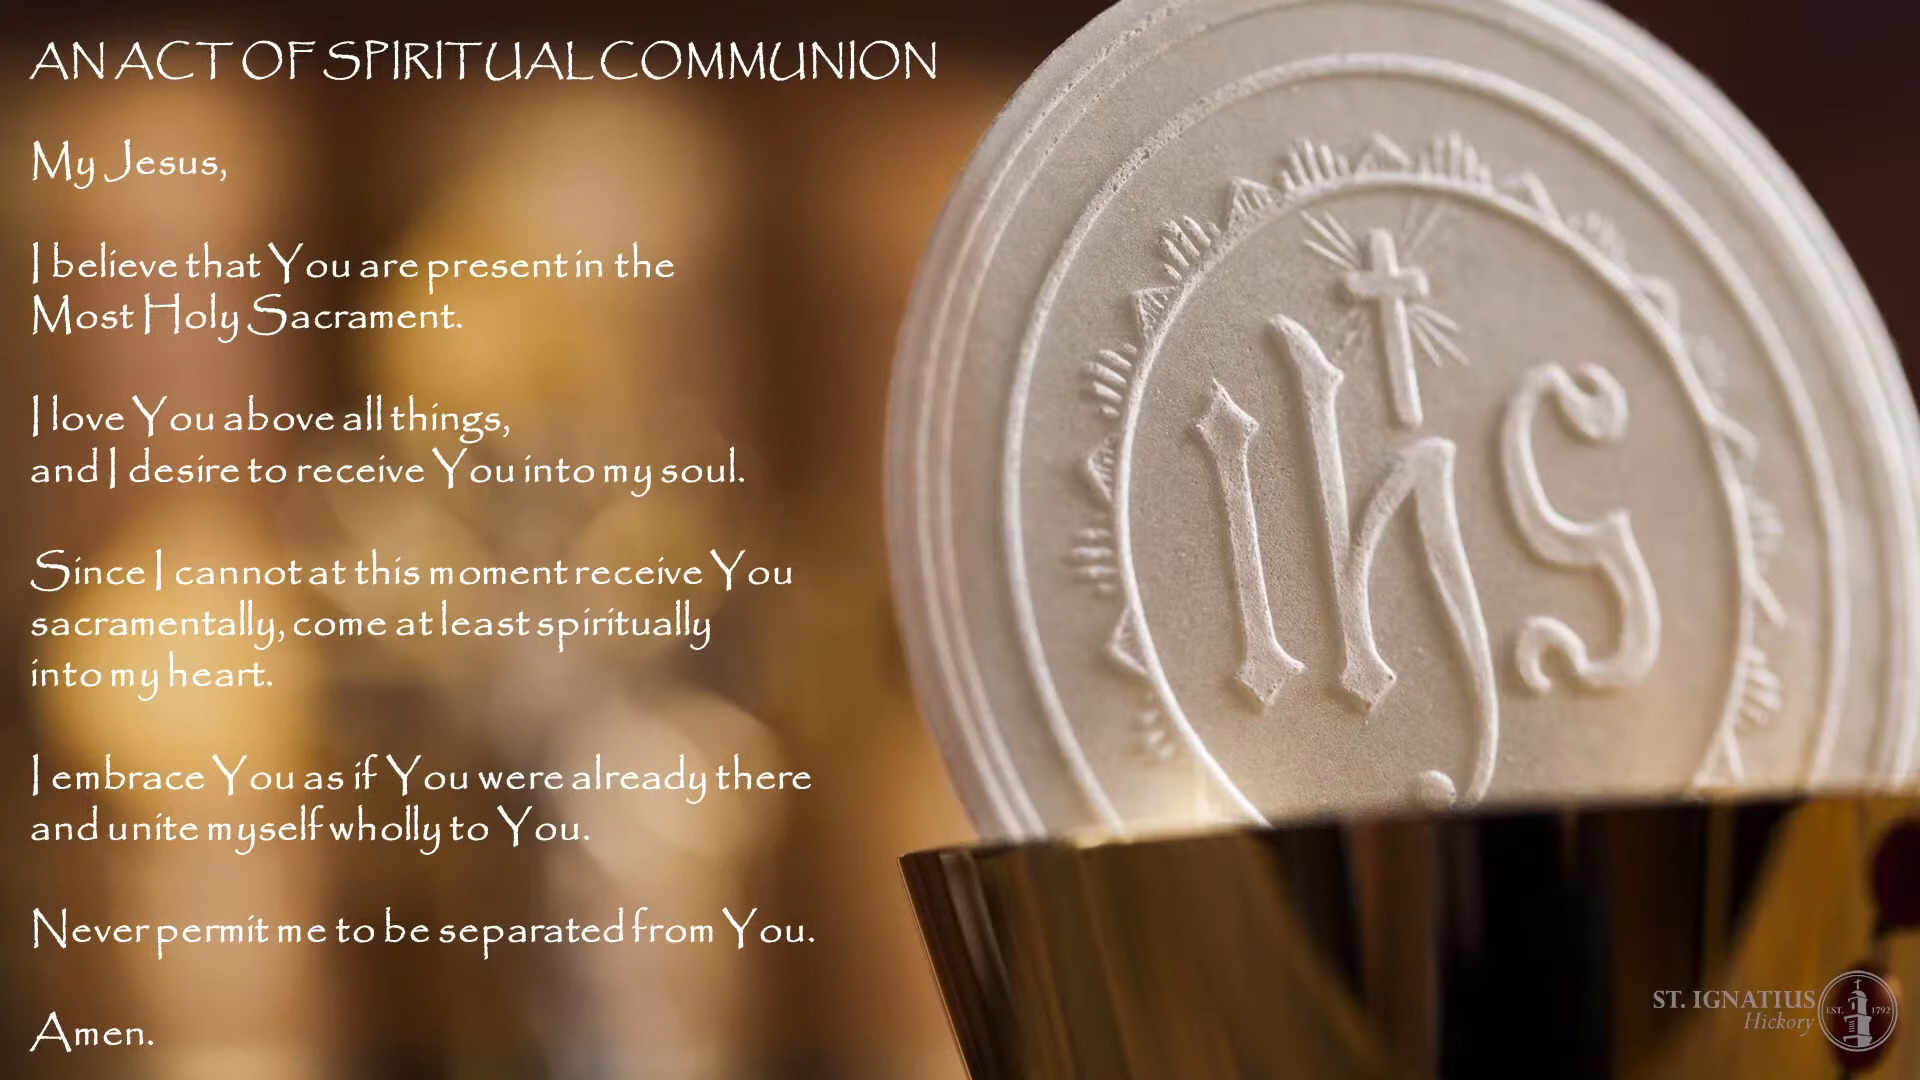 AN ACT OF SPIRITUAL COMMUNION
My Jesus,
I believe that You are present in the
Most Holy Sacrament.
I love You above all things,
and I desire to receive You into my soul.
Since I cannot at this moment receive You
sacramentally, come at least spiritually
into my heart.
I embrace You as if You were already there
and unite myself wholly to You.
Never permit me to be separated from You.
Amen.
ihs
ST. IGNATIUS
Hickory
EST. 1792